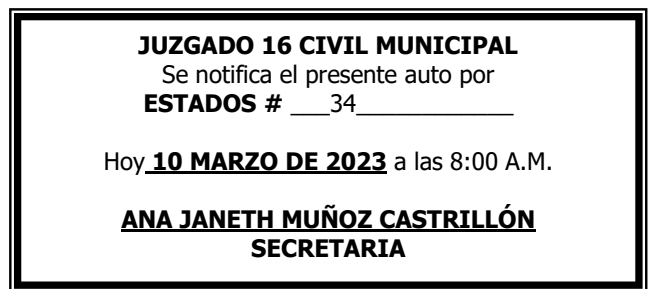 JUZGADO 16 CIVIL MUNICIPAL
Se notifica el presente auto por
ESTADOS # ___34____________
Hoy 10 MARZO DE 2023 a las 8:00 A.M.
ANA JANETH MUÑOZ CASTRILLÓN
SECRETARIA